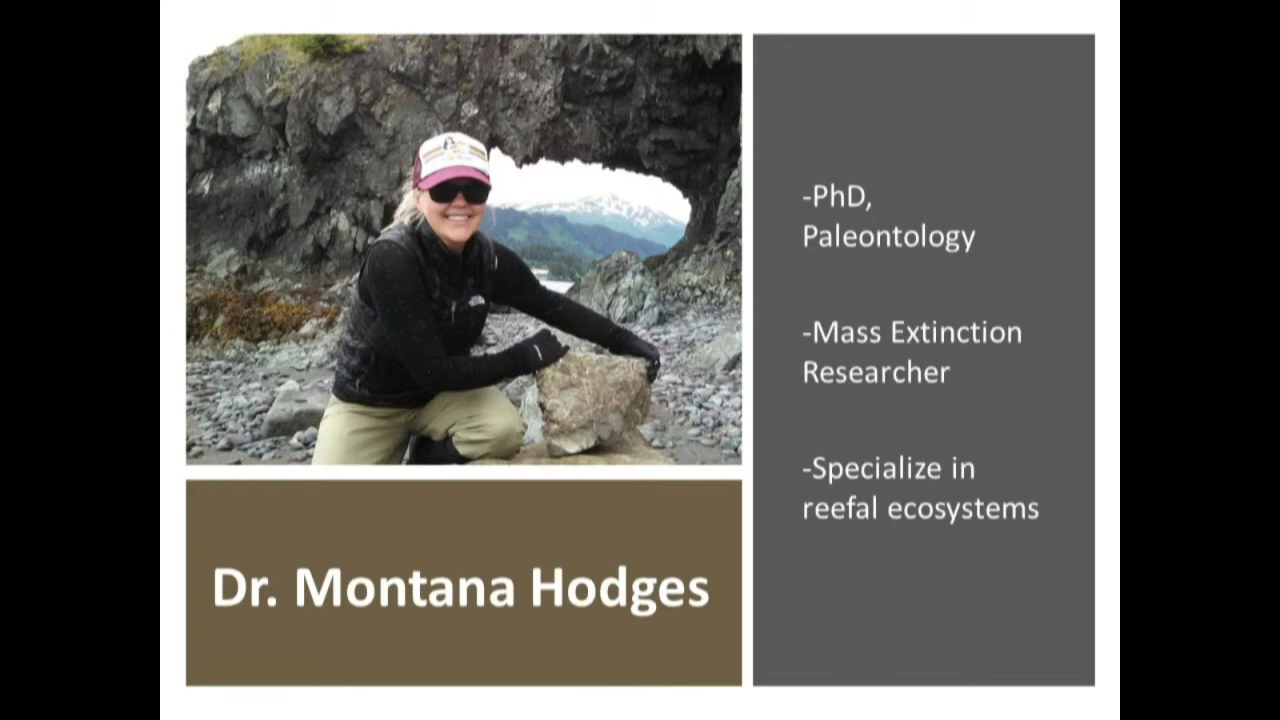 -PhD,
Paleontology
-Mass Extinction
Researcher
-Specialize in
reefal ecosystems
Dr. Montana Hodges